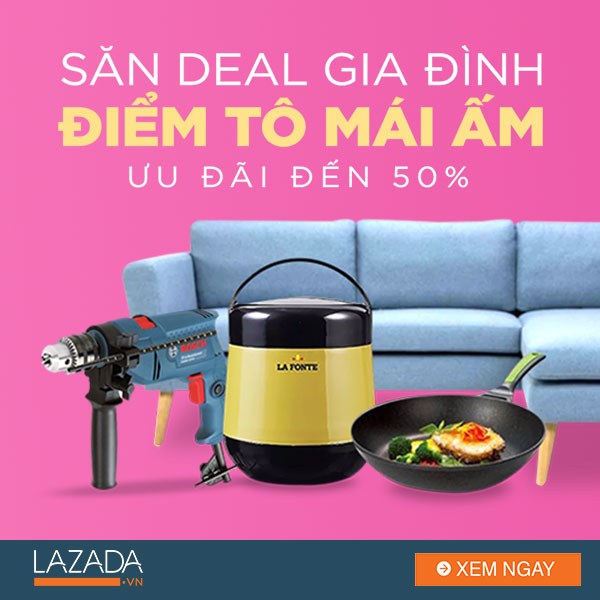 SĂN DEAL GIA ĐÌNH
ĐIỂM TÔ MÁI ẤM
ƯU ĐÃI ĐẾN 50%
BOSCH
Professional
LA FONTE
LAZADA
.VN
XEM NGAY